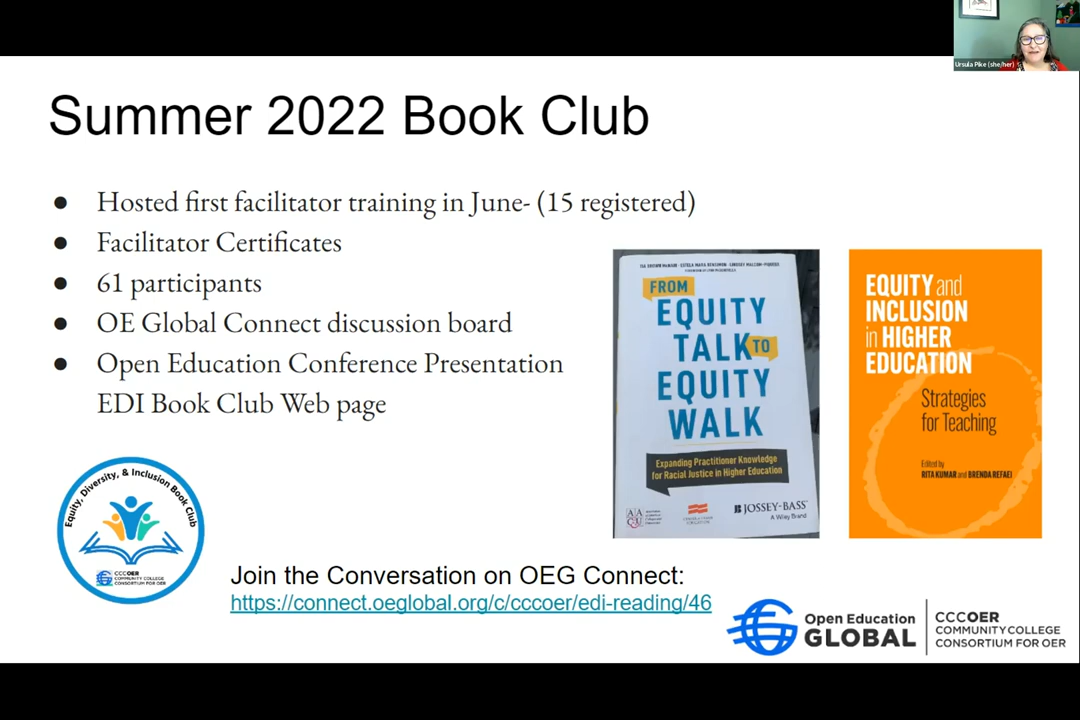 Ursula Pike (she/her)
Summer 2022 Book Club
● Hosted first facilitator training in June- (15 registered)
● Facilitator Certificates
● 61 participants
● OE Global Connect discussion board
● Open Education Conference Presentation
EDI Book Club Web page
FROM
EQUITY
TALK TO
EQUITY
WALK
Expanding Practitioner Knowledge
for Racial Justice in Higher Education
JOSSEY-BASS
A Wiley Brand
EQUITY and
INCLUSION
in HIGHER
EDUCATION
Strategies
for Teaching
Edited by
RITA KUMAR and BRENDA REFAEI
Equity, Diversity, & Inclusion Book Club
CCCOER
COMMUNITY COLLEGE
CONSORTIUM FOR OER
Join the Conversation on OEG Connect:
https://connect.oeglobal.org/c/cccoer/edi-reading/46
Open Education
GLOBAL
CCCOER
COMMUNITY COLLEGE
CONSORTIUM FOR OER